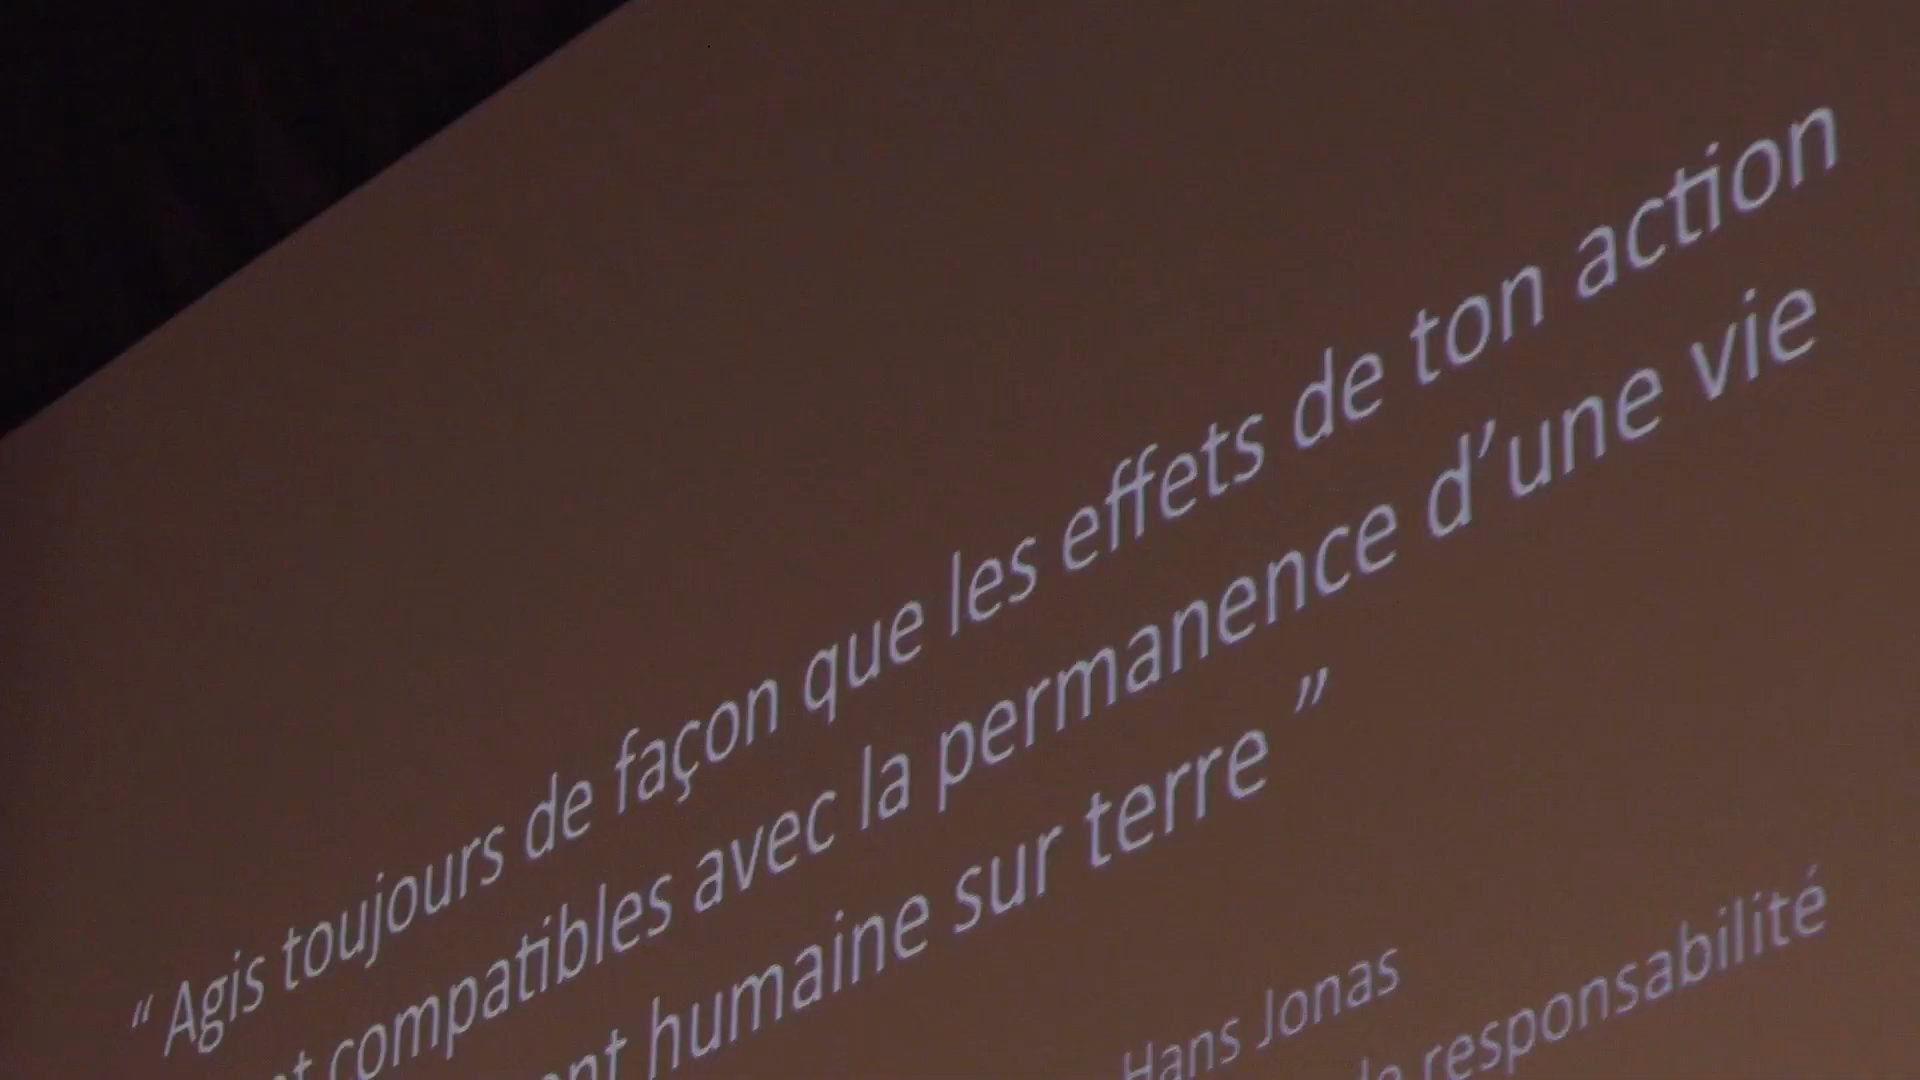 “ Agis toujours de façon que les effets de ton action
compatibles avec la permanence d’une vie
humaine sur terre ”
Hans Jonas
responsabilité